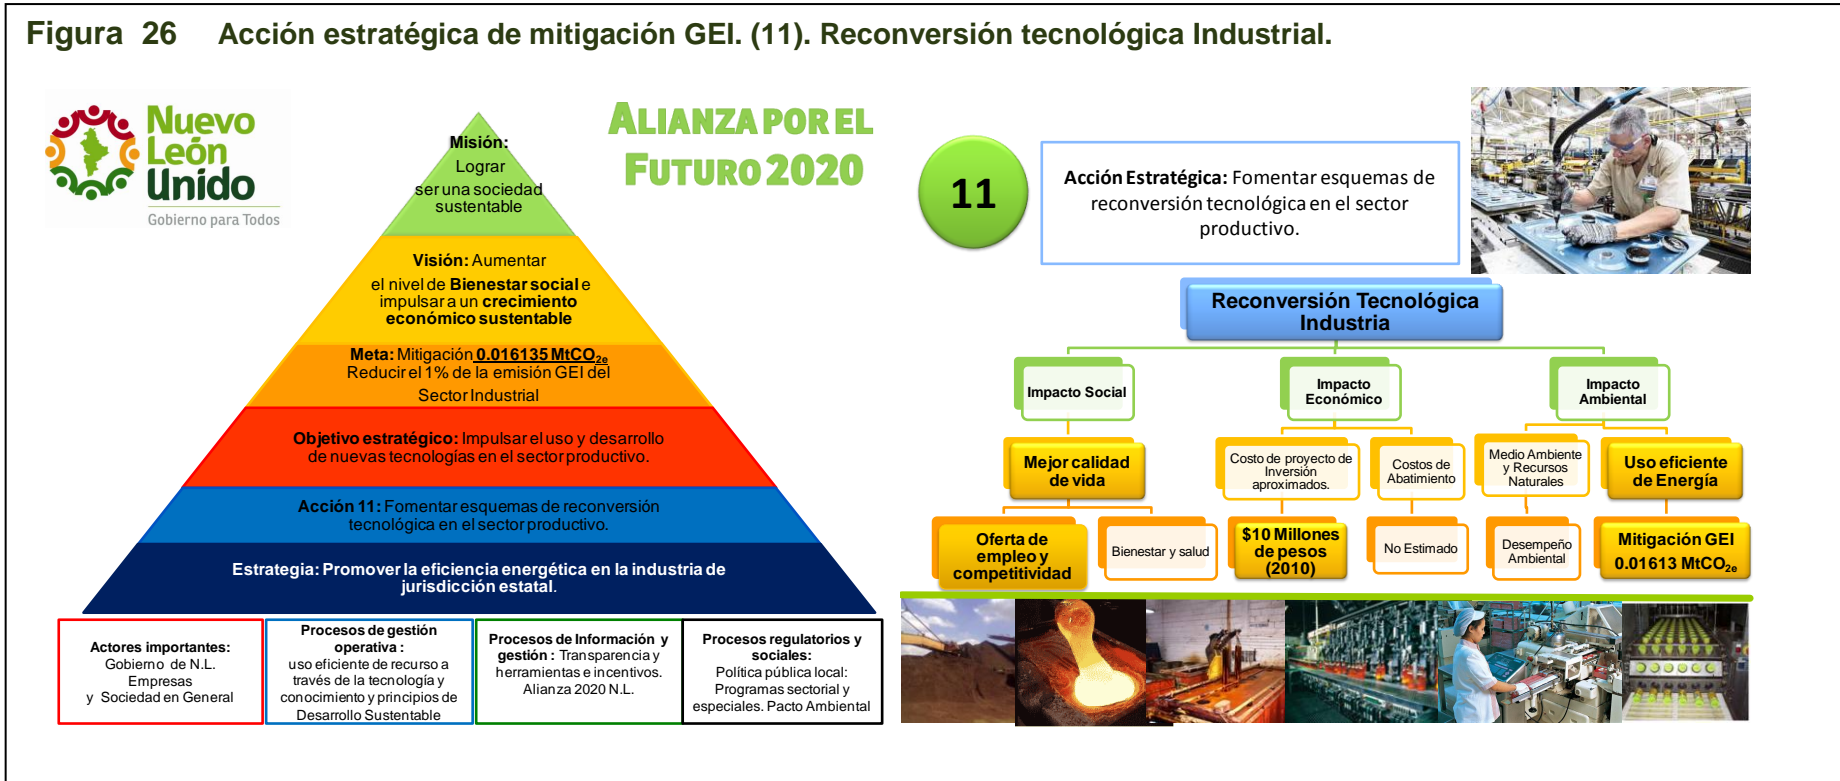 Figura 26 Acción estratégica de mitigación GEI. (11). Reconversión tecnológica Industrial.
Nuevo
León
Unido
Gobierno para Todos
ALIANZA POR EL
FUTURO 2020
Misión:
Lograr
ser una sociedad
sustentable
Visión: Aumentar
el nivel de Bienestar social e
impulsar a un crecimiento
económico sustentable
Meta: Mitigación 0.016135 MtCO2e
Reducir el 1% de la emisión GEI del
Sector Industrial
Objetivo estratégico: Impulsar el uso y desarrollo
de nuevas tecnologías en el sector productivo.
Acción 11: Fomentar esquemas de reconversión
tecnológica en el sector productivo.
Estrategia: Promover la eficiencia energética en la industria de
jurisdicción estatal.
Actores importantes:
Gobierno de N.L.
Empresas
y Sociedad en General
Procesos de gestión
operativa :
uso eficiente de recurso a
través de la tecnología y
conocimiento y principios de
Desarrollo Sustentable
Procesos de Información y
gestión : Transparencia y
herramientas e incentivos.
Alianza 2020 N.L.
Procesos regulatorios y
sociales:
Política pública local:
Programas sectorial y
especiales. Pacto Ambiental
11
Acción Estratégica: Fomentar esquemas de
reconversión tecnológica en el sector
productivo.
Reconversión Tecnológica
Industria
Impacto Social
Impacto
Económico
Impacto
Ambiental
Mejor calidad
de vida
Costo de proyecto de
Inversión
aproximados.
Costos de
Abatimiento
Medio Ambiente
y Recursos
Naturales
Uso eficiente
de Energía
Oferta de
empleo y
competitividad
Bienestar y salud
$10 Millones
de pesos
(2010)
No Estimado
Desempeño
Ambiental
Mitigación GEI
0.01613 MtCO2e